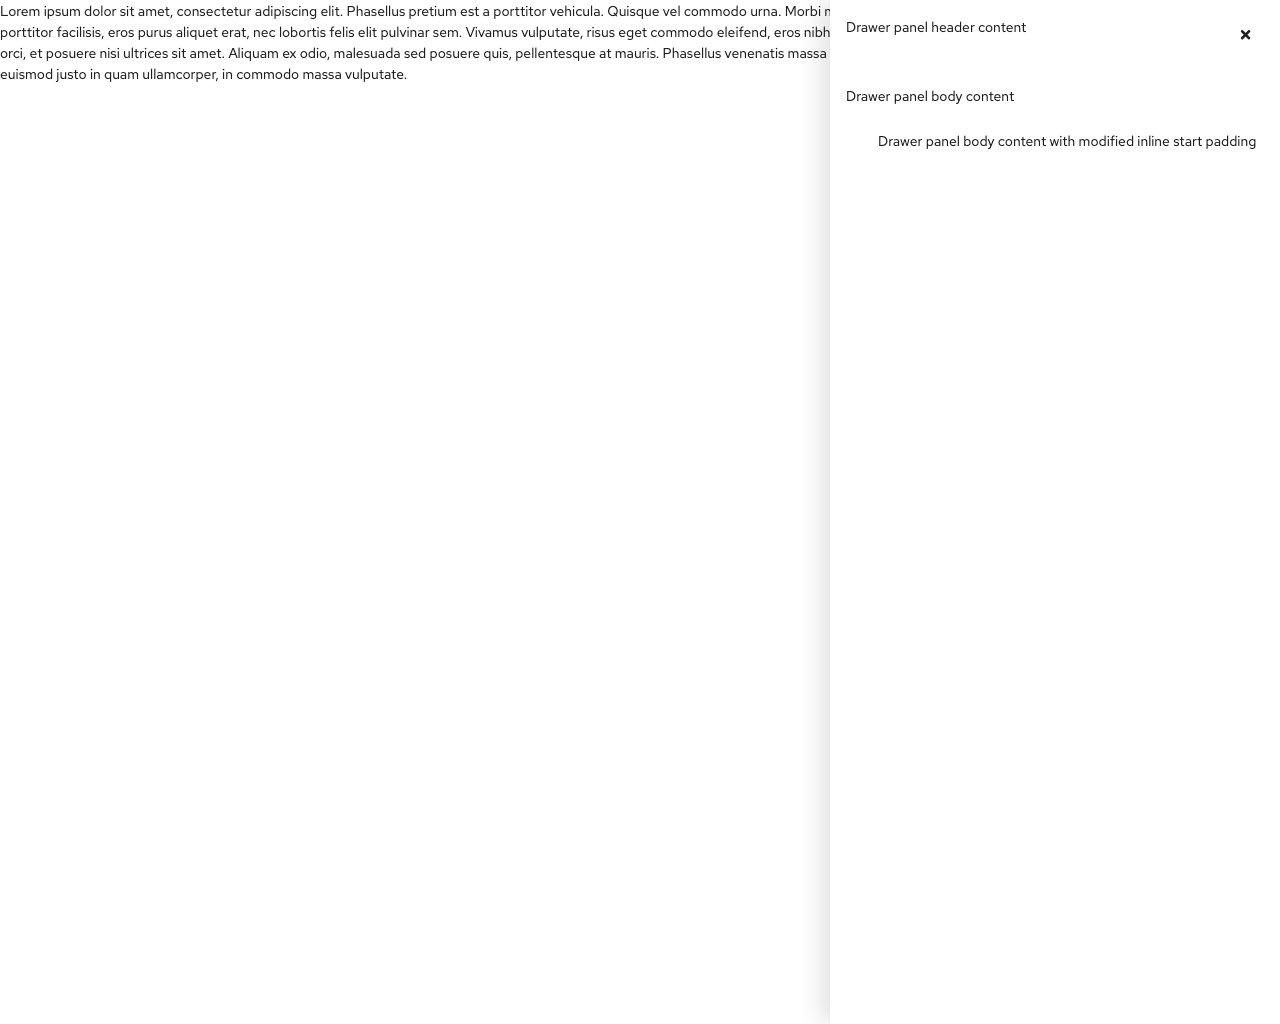 Lorem ipsum dolor sit amet, consectetur adipiscing elit. Phasellus pretium est a porttitor vehicula. Quisque vel commodo urna. Morbi
porttitor facilisis, eros purus aliquet erat, nec lobortis felis elit pulvinar sem. Vivamus vulputate, risus eget commodo eleifend, eros nibh
orci, et posuere nisi ultrices sit amet. Aliquam ex odio, malesuada sed posuere quis, pellentesque at mauris. Phasellus venenatis massa
euismod justo in quam ullamcorper, in commodo massa vulputate.
Drawer panel header content
Drawer panel body content
Drawer panel body content with modified inline start padding